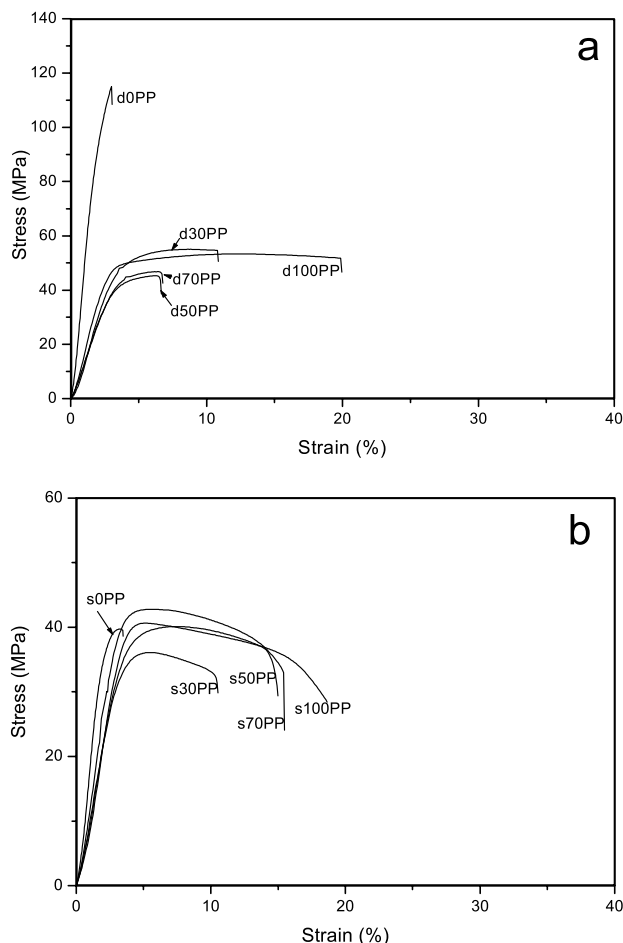 a
140
120
100
80
60
40
20
0
Stress (MPa)
d0PP
d30PP
d100PP
d70PP
d50PP
0 10 20 30 40
Strain (%)
b
60
40
20
0
Stress (MPa)
s0PP
s30PP
s50PP
s70PP
s100PP
0 10 20 30 40
Strain (%)